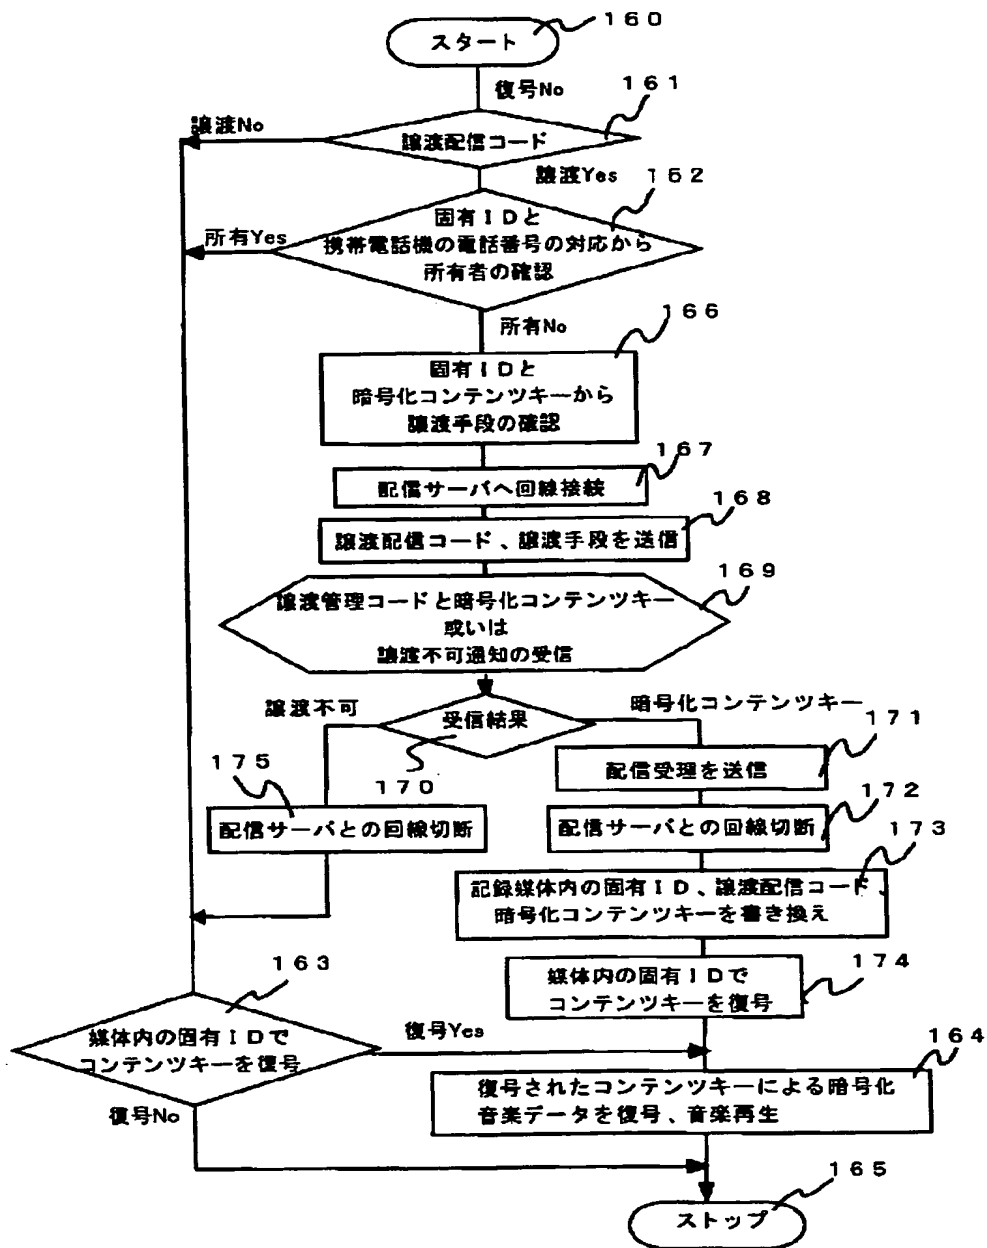 160
スタート
復号No
161
譲渡No
譲渡配信コード
譲渡Yes
162
固有IDと
所有Yes
携帯電話機の電話番号の対応から
所有者の確認
所有No
166
固有IDと
暗号化コンテンツキーから
譲渡手段の確認
167
配信サーバへ回線接続
168
譲渡配信コード、譲渡手段を送信
169
譲渡管理コードと暗号化コンテンツキー
或いは
譲渡不可通知の受信
譲渡不可
受信結果
暗号化コンテンツキー
171
配信受理を送信
175
170
172
配信サーバとの回線切断
配信サーバとの回線切断
173
記録媒体内の固有ID、譲渡配信コード、
暗号化コンテンツキーを書き換え
174
媒体内の固有IDで
コンテンツキーを復号
163
媒体内の固有IDで
コンテンツキーを復号
復号Yes
164
復号されたコンテンツキーによる暗号化
音楽データを復号、音楽再生
復号No
165
ストップ